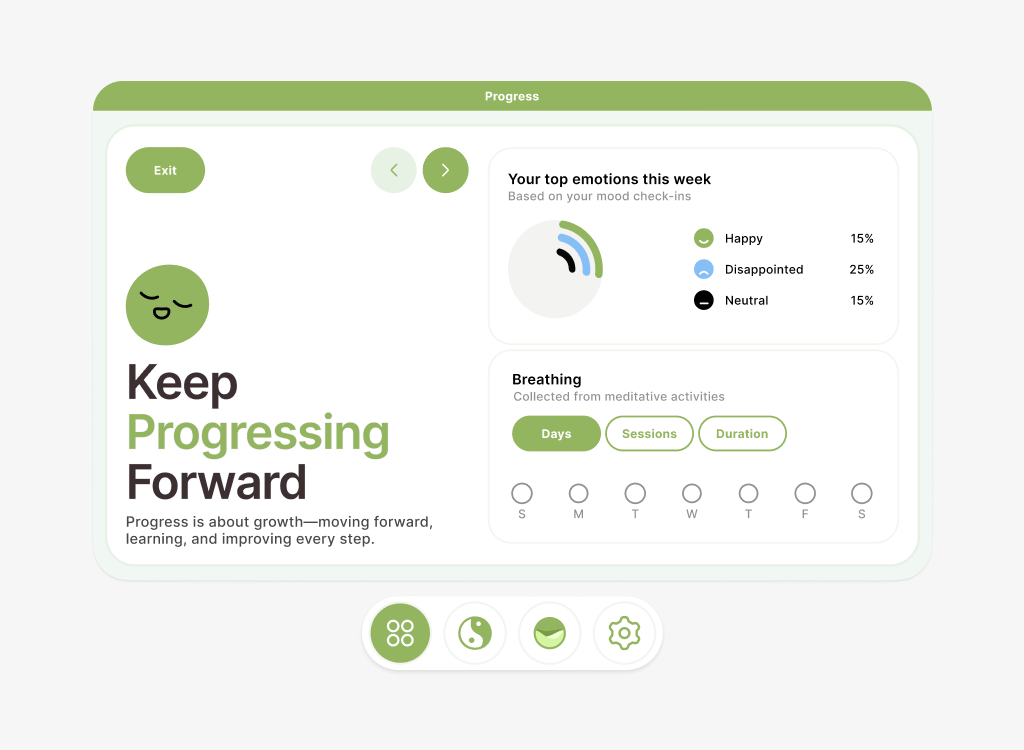 Progress
Exit
Keep
Progressing
Forward
Progress is about growth—moving forward,
learning, and improving every step.
Your top emotions this week
Based on your mood check-ins
Happy 15%
Disappointed 25%
Neutral 15%
Breathing
Collected from meditative activities
Days Sessions Duration
S M T W T F S